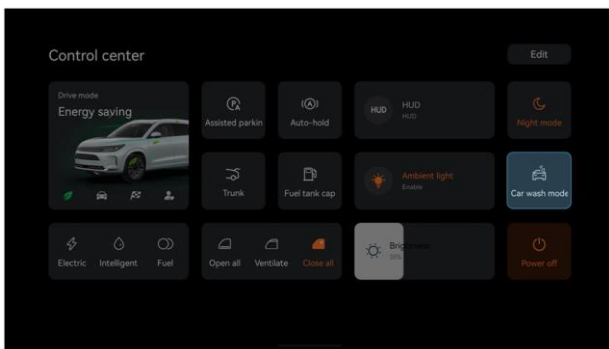 Control center
Edit
Drive mode
Energy saving
Assisted parkin
Auto-hold
HUD
HUD
HUD
Night mode
Trunk
Fuel tank cap
Ambient light
Enable
Car wash mode
Electric
Intelligent
Fuel
Open all
Ventilate
Close all
Brightness
Power off